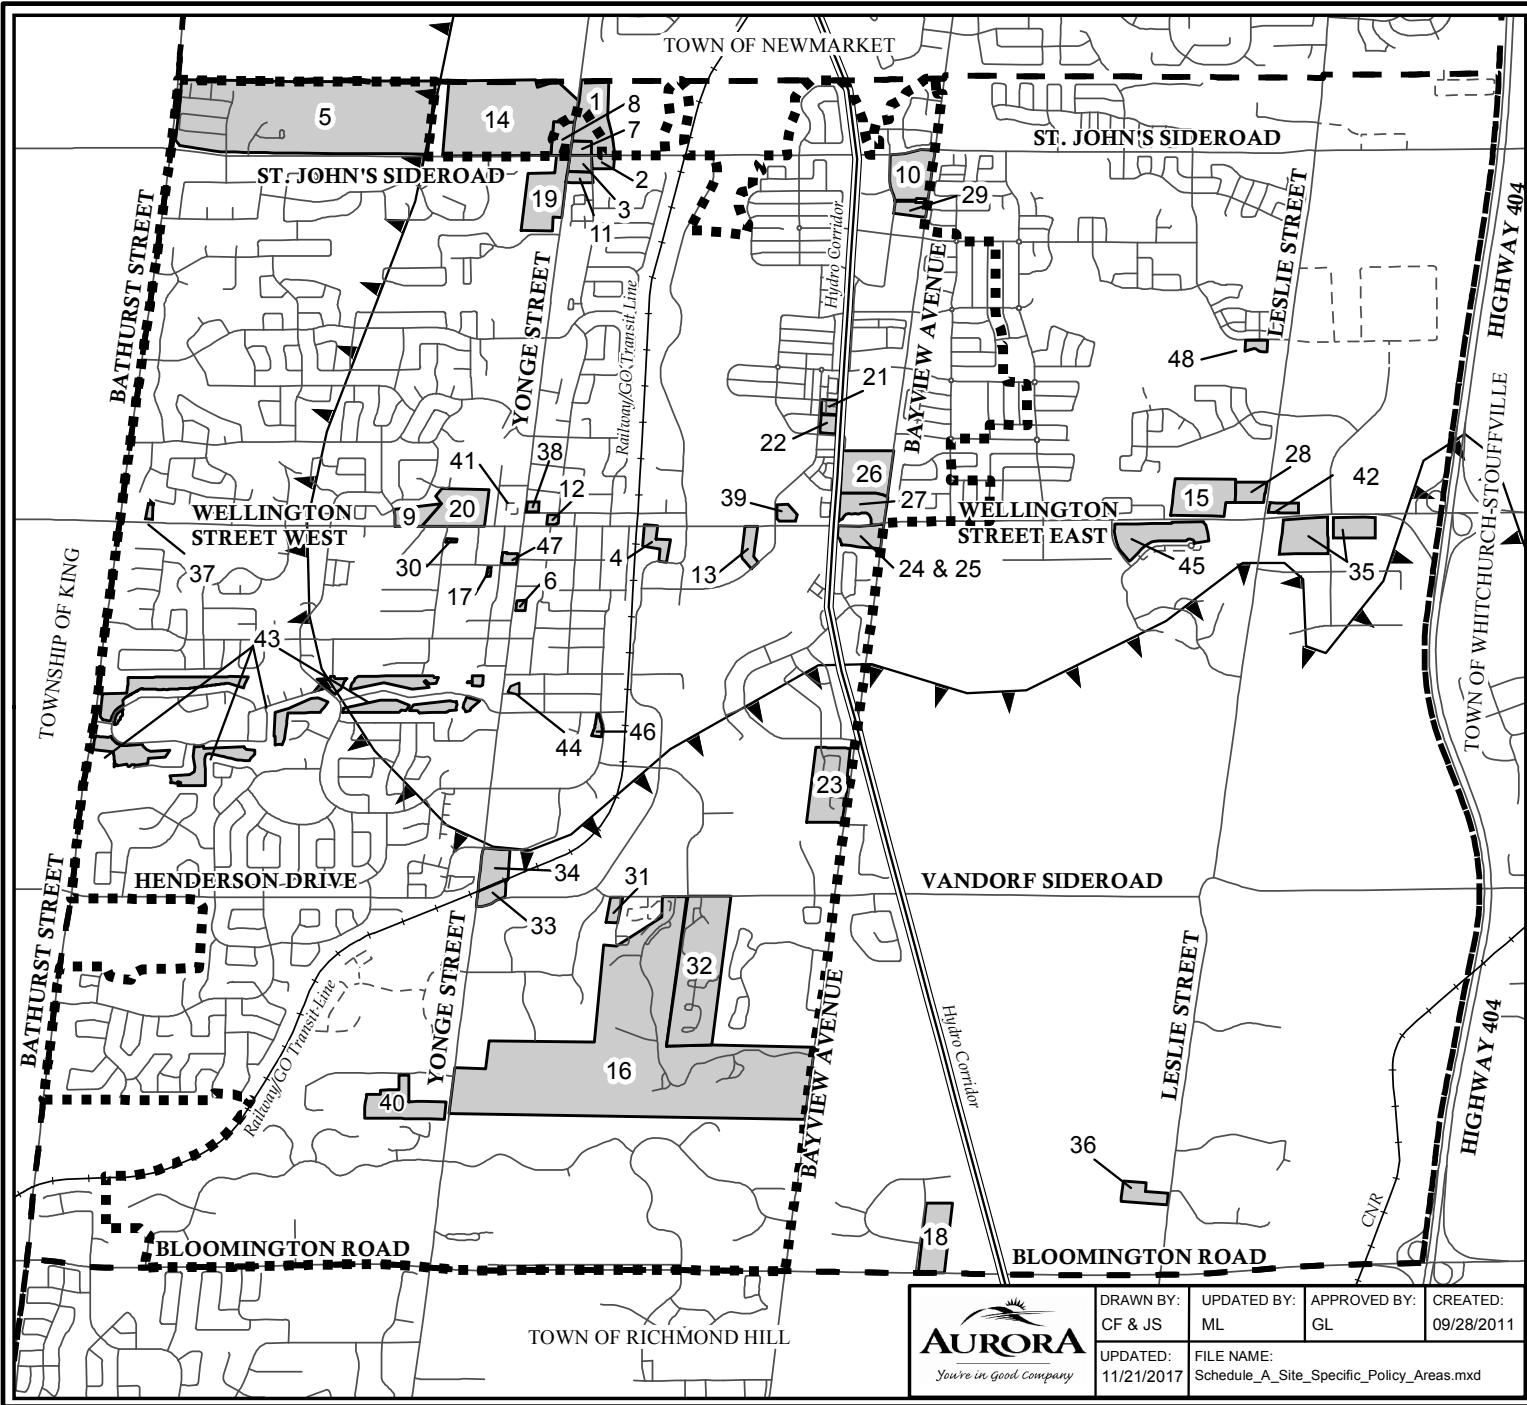 TOWN OF NEWMARKET
5
14
1
8
7
ST. JOHN'S SIDEROAD
ST. JOHN'S SIDEROAD
2
3
11
19
10
29
BATHURST STREET
YONGE STREET
Railway/GO Transit Line
Hydro Corridor
BAYVIEW AVENUE
LESLIE STREET
HIGHWAY 404
48
21
22
41
38
12
26
27
28
42
15
39
9
20
WELLINGTON
STREET WEST
WELLINGTON
STREET EAST
30
47
4
13
24 & 25
45
35
37
17
6
TOWNSHIP OF KING
TOWN OF WHITCHURCH-STOUFFVILLE
43
44
46
23
HENDERSON DRIVE
34
33
31
VANDORF SIDEROAD
BATHURST STREET
YONGE STREET
Railway/GO Transit Line
32
16
40
BAYVIEW AVENUE
Hydro Corridor
LESLIE STREET
HIGHWAY 404
36
CNR
18
BLOOMINGTON ROAD
BLOOMINGTON ROAD
TOWN OF RICHMOND HILL
AURORA
You're in Good Company
DRAWN BY:
CF & JS
UPDATED BY:
ML
APPROVED BY:
GL
CREATED:
09/28/2011
UPDATED:
11/21/2017
FILE NAME:
Schedule_A_Site_Specific_Policy_Areas.mxd